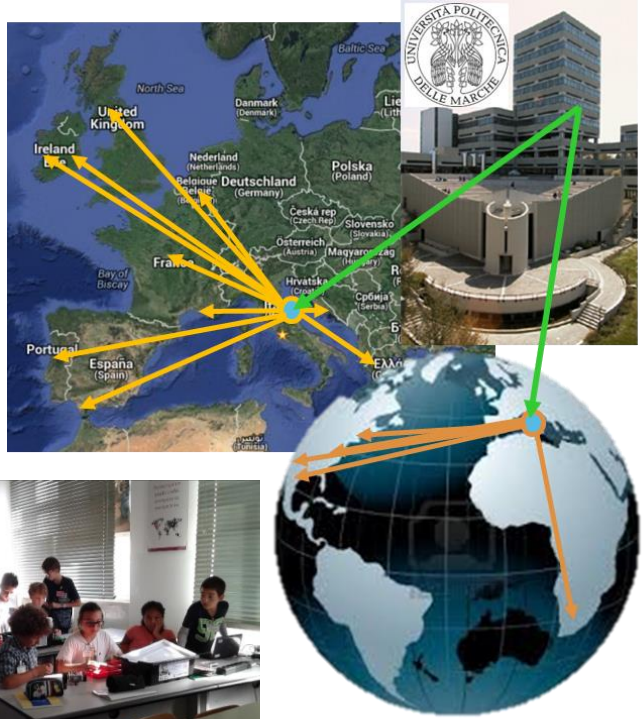 UNIVERSITÀ POLITECNICA
DELLE MARCHE
Baltic Sea
North Sea
Danmark
(Denmark)
United
Kingdom
Ireland
Nederland
(Netherlands)
Polska
(Poland)
Deutschland
(Germany)
Česká rep
(Czech Rep)
Slovensko
(Slovakia)
Österreich
(Austria)
Magyarország
(Hungary)
Bay of
Biscay
Hrvatska
Србија
(Serbia)
Portugal
España
(Spain)
تونس
(Tunisia)